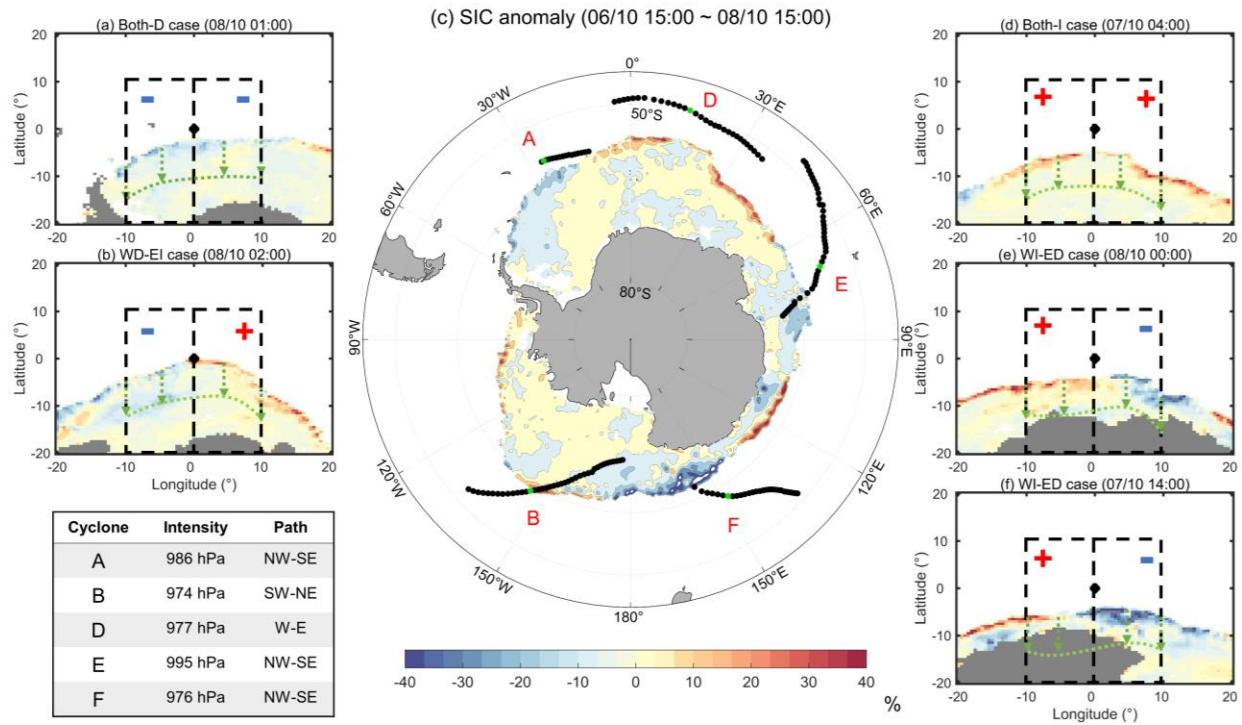 (a) Both-D case (08/10 01:00)
Latitude (°)
20
10
0
-10
-20
-20 -10 0 10 20
(b) WD-EI case (08/10 02:00)
Latitude (°)
20
10
0
-10
-20
-20 -10 0 10 20
Longitude (°)
Cyclone Intensity Path
A 986 hPa NW-SE
B 974 hPa SW-NE
D 977 hPa W-E
E 995 hPa NW-SE
F 976 hPa NW-SE
(c) SIC anomaly (06/10 15:00 ~ 08/10 15:00)
0°
30°W
30°E
50°S
D
A
60°W
60°E
E
80°S
90°W
90°E
120°W
120°E
B
F
150°W
150°E
180°
-40 -30 -20 -10 0 10 20 30 40
%
(d) Both-I case (07/10 04:00)
Latitude (°)
20
10
0
-10
-20
-20 -10 0 10 20
(e) WI-ED case (08/10 00:00)
Latitude (°)
20
10
0
-10
-20
-20 -10 0 10 20
(f) WI-ED case (07/10 14:00)
Latitude (°)
20
10
0
-10
-20
-20 -10 0 10 20
Longitude (°)